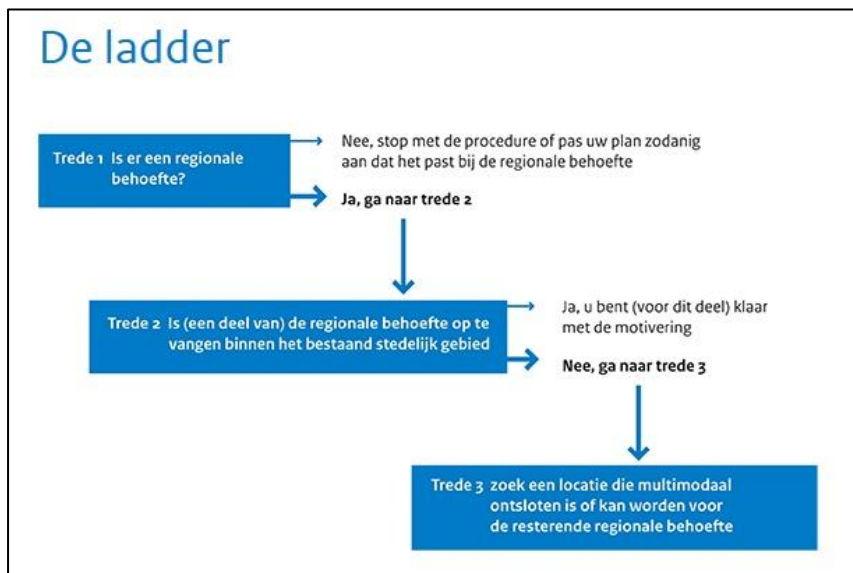 De ladder
Trede 1 Is er een regionale
behoefte?
Nee, stop met de procedure of pas uw plan zodanig
aan dat het past bij de regionale behoefte
Ja, ga naar trede 2
Trede 2 Is (een deel van) de regionale behoefte op te
vangen binnen het bestaand stedelijk gebied
Ja, u bent (voor dit deel) klaar
met de motivering
Nee, ga naar trede 3
Trede 3 zoek een locatie die multimodaal
ontsloten is of kan worden voor
de resterende regionale behoefte